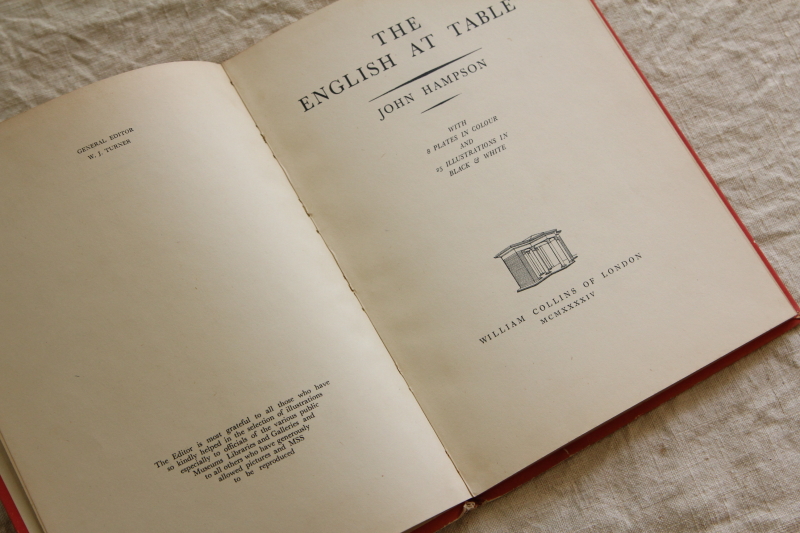 GENERAL EDITOR
W. J. TURNER
The Editor is most grateful to all those who have
so kindly helped in the selection of illustrations
especially to officials of the various public
Museums Libraries and Galleries and
to all others who have generously
allowed pictures and MSS
to be reproduced
THE
ENGLISH AT TABLE
JOHN HAMPSON
WITH
8 PLATES IN COLOUR
AND
25 ILLUSTRATIONS IN
BLACK & WHITE
WILLIAM COLLINS OF LONDON
MCMXXXXIV